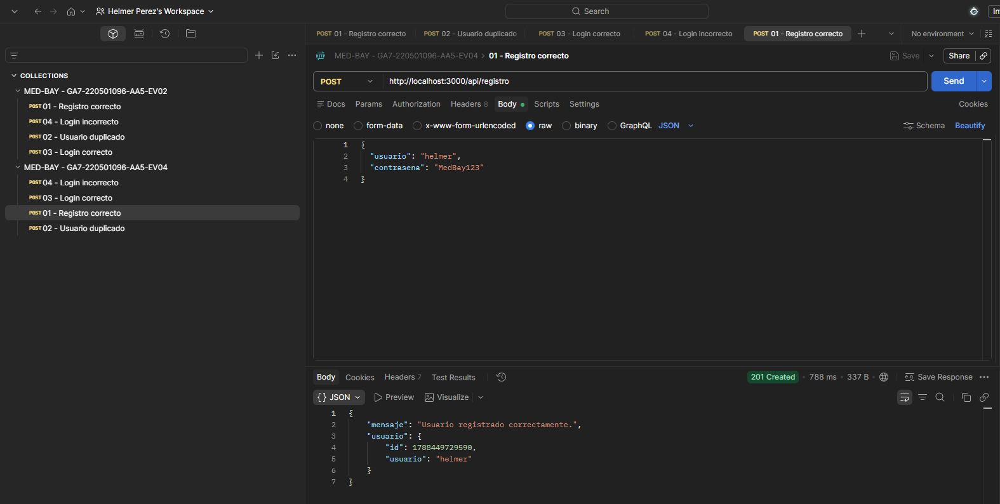 Helmer Perez's Workspace
Search
In
POST 01 - Registro correcto
POST 02 - Usuario duplicado
POST 03 - Login correcto
POST 04 - Login incorrecto
POST 01 - Registro correcto
No environment
HTTP MED-BAY - GA7-220501096-AA5-EV04 > 01 - Registro correcto
Save
Share
COLLECTIONS
MED-BAY - GA7-220501096-AA5-EV02
POST 01 - Registro correcto
POST 04 - Login incorrecto
POST 02 - Usuario duplicado
POST 03 - Login correcto
MED-BAY - GA7-220501096-AA5-EV04
POST 04 - Login incorrecto
POST 03 - Login correcto
POST 01 - Registro correcto
POST 02 - Usuario duplicado
POST http://localhost:3000/api/registro Send
Docs Params Authorization Headers 8 Body Scripts Settings Cookies
none form-data x-www-form-urlencoded raw binary GraphQL JSON Schema Beautify
1 {
2 "usuario": "helmer",
3 "contrasena": "MedBay123"
4 }
Body Cookies Headers 7 Test Results 201 Created • 788 ms • 337 B e.g. Save Response
{} JSON Preview Visualize
1 {
2 "mensaje": "Usuario registrado correctamente.",
3 "usuario": {
4 "id": 1788449729590,
5 "usuario": "helmer"
6 }
7 }